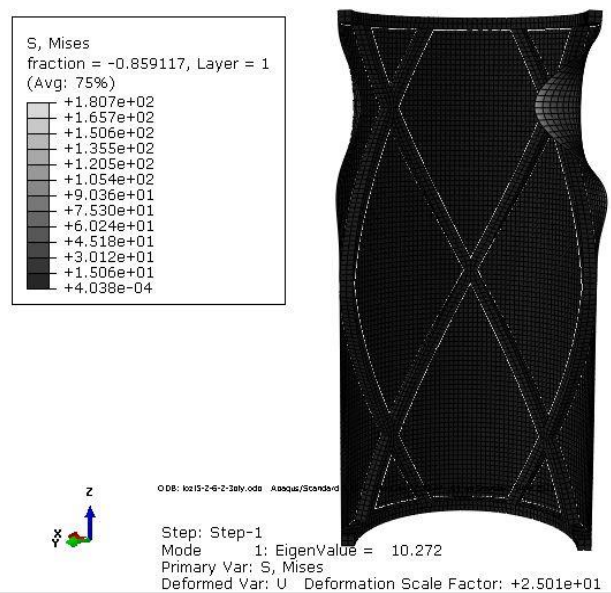 S, Mises
fraction = -0.859117, Layer = 1
(Avg: 75%)
+1.807e+02
+1.657e+02
+1.506e+02
+1.355e+02
+1.205e+02
+1.054e+02
+9.036e+01
+7.530e+01
+6.024e+01
+4.518e+01
+3.012e+01
+1.506e+01
+4.038e-04
Z
X
Y
ODB: Abaqus/Standard
Step: Step-1
Mode 1: EigenValue = 10.272
Primary Var: S, Mises
Deformed Var: U Deformation Scale Factor: +2.501e+01